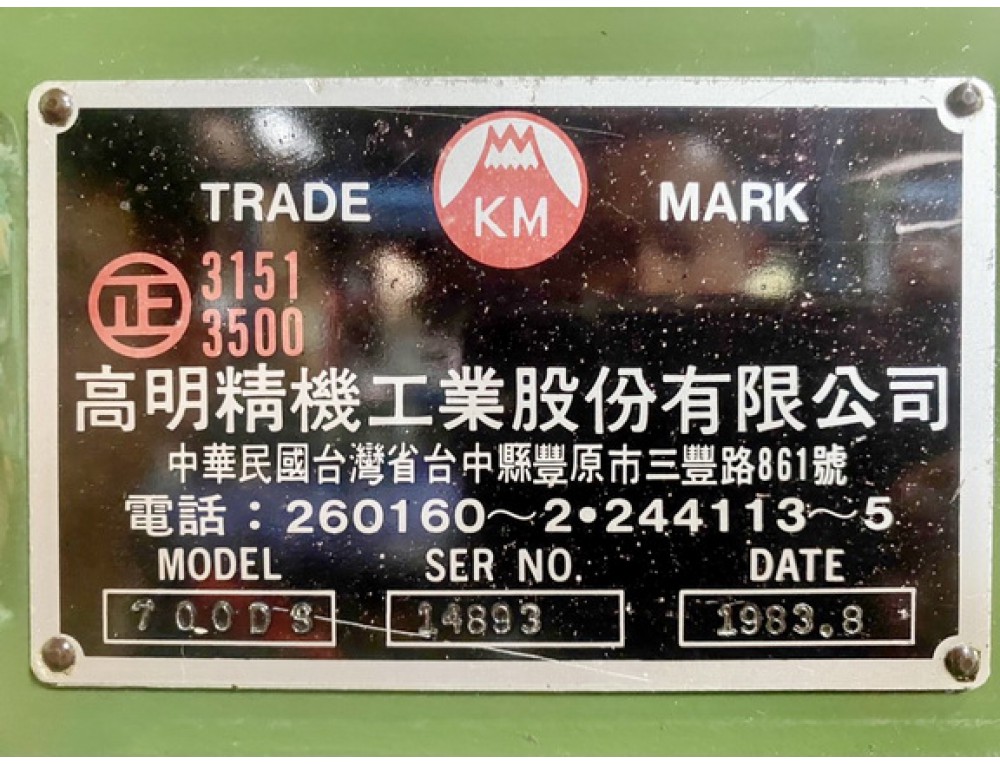 TRADE KM MARK
正 3151
3500
高明精機工業股份有限公司
中華民國台灣省台中縣豐原市三豐路861號
電話：260160～2•244113～5
MODEL SER NO. DATE
700DS 14893 1983.8